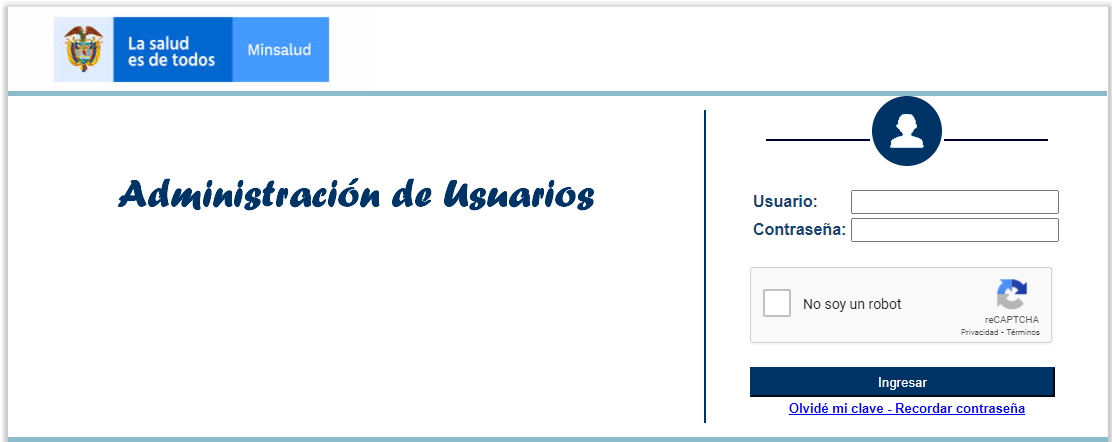 La salud
es de todos
Minsalud
Administración de Usuarios
Usuario:
Contraseña:
No soy un robot
reCAPTCHA
Privacidad - Términos
Ingresar
Olvidé mi clave - Recordar contraseña